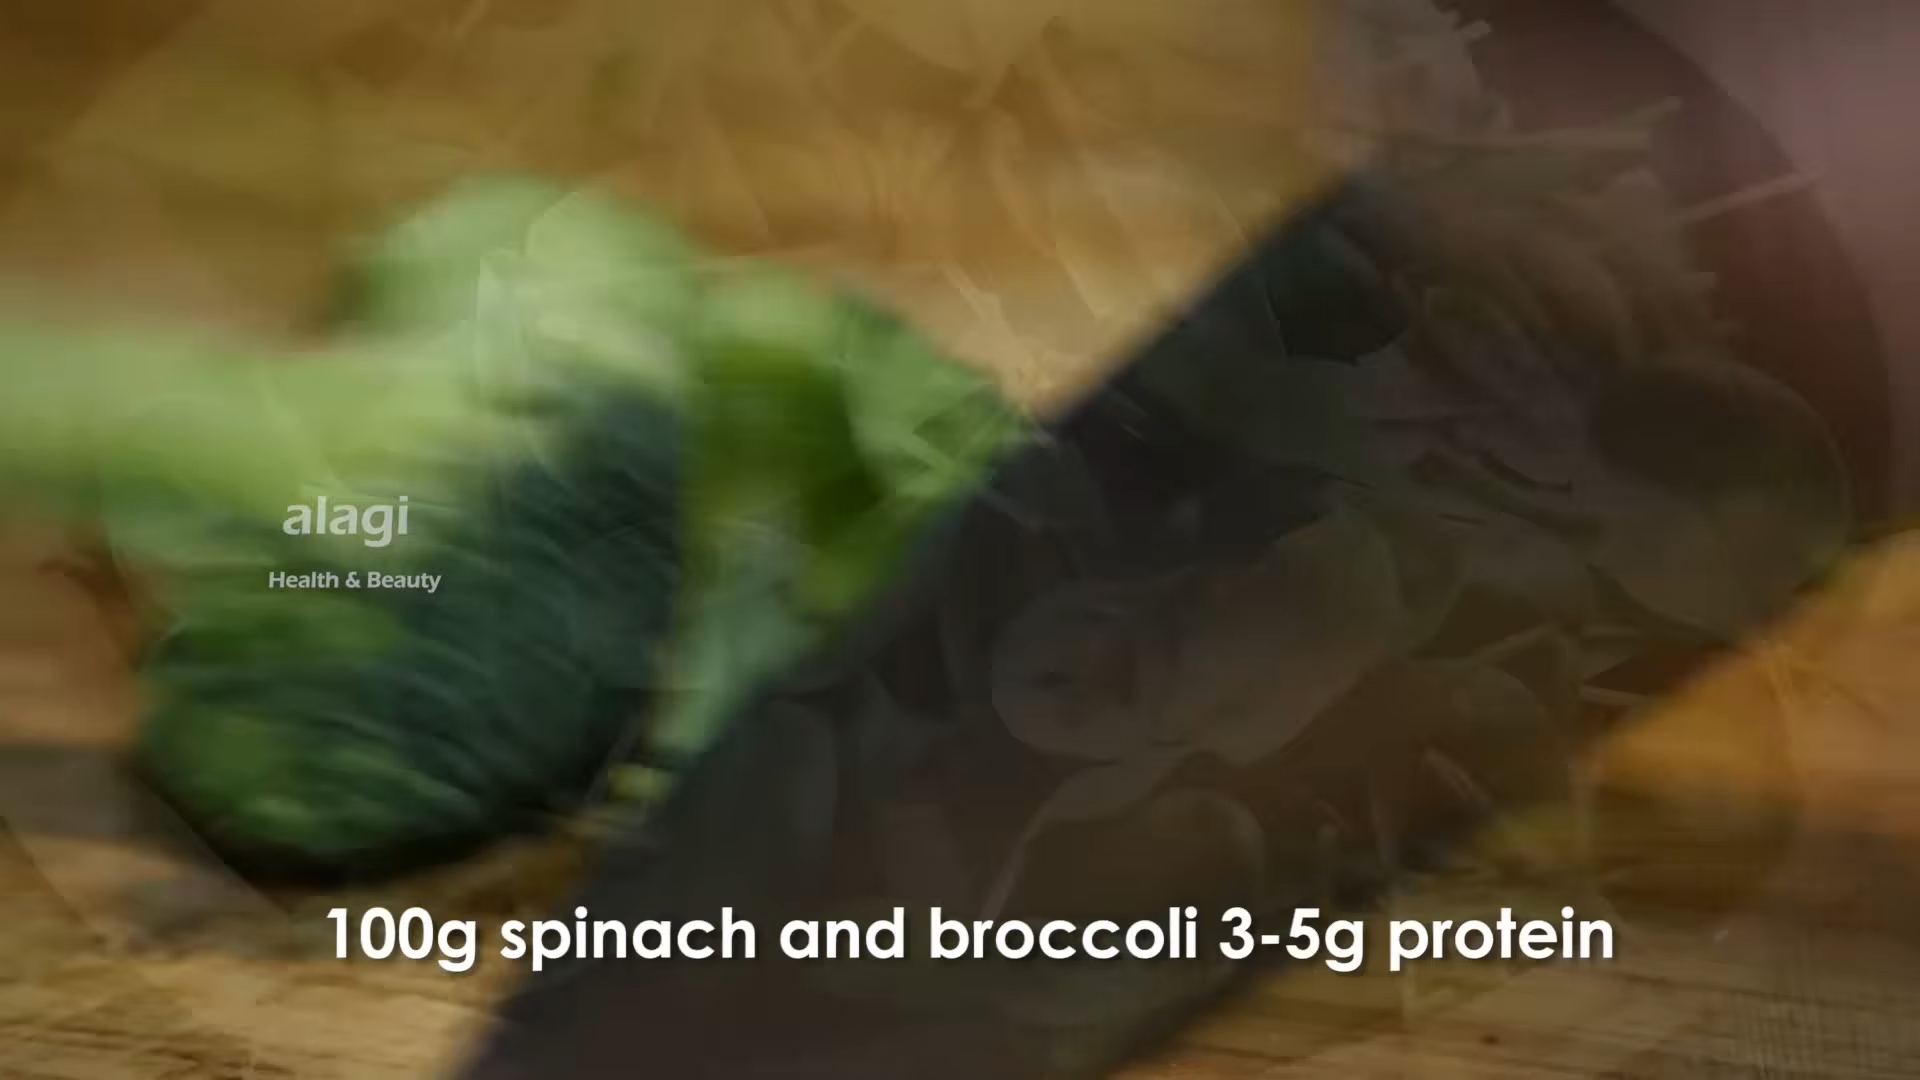 alagi
Health & Beauty
100g spinach and broccoli 3-5g protein